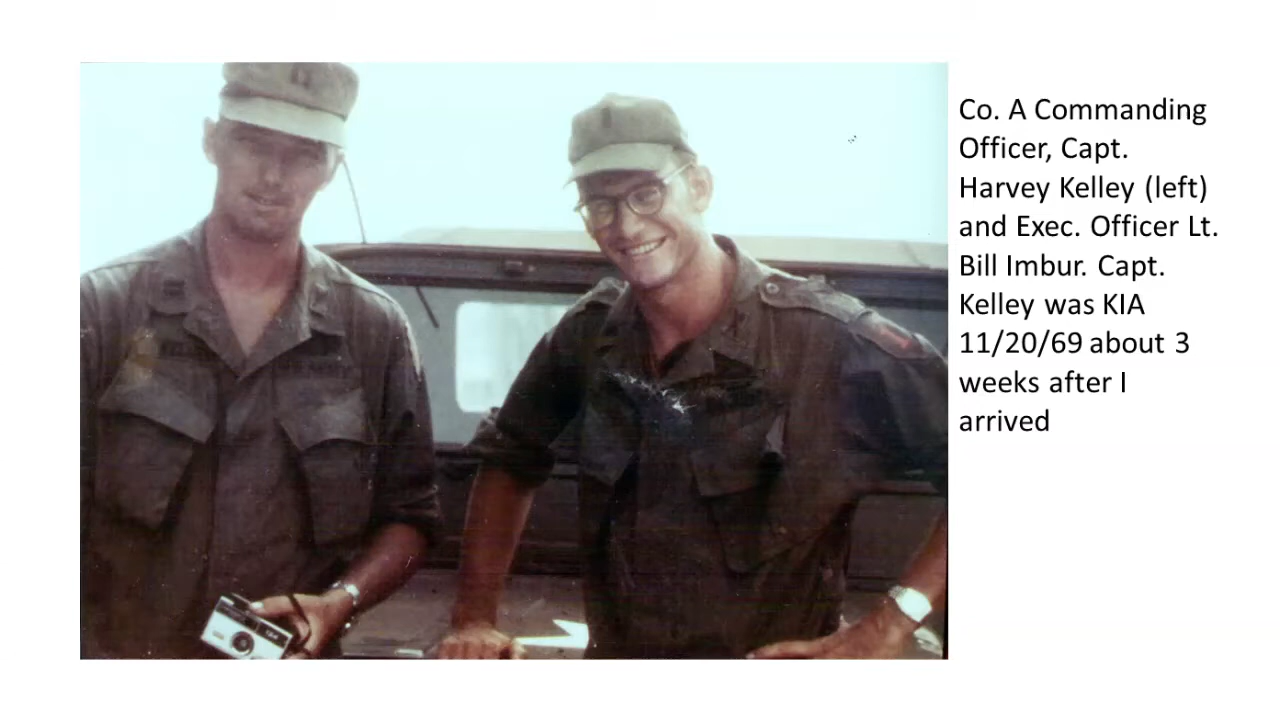 Co. A Commanding
Officer, Capt.
Harvey Kelley (left)
and Exec. Officer Lt.
Bill Imbur. Capt.
Kelley was KIA
11/20/69 about 3
weeks after I
arrived